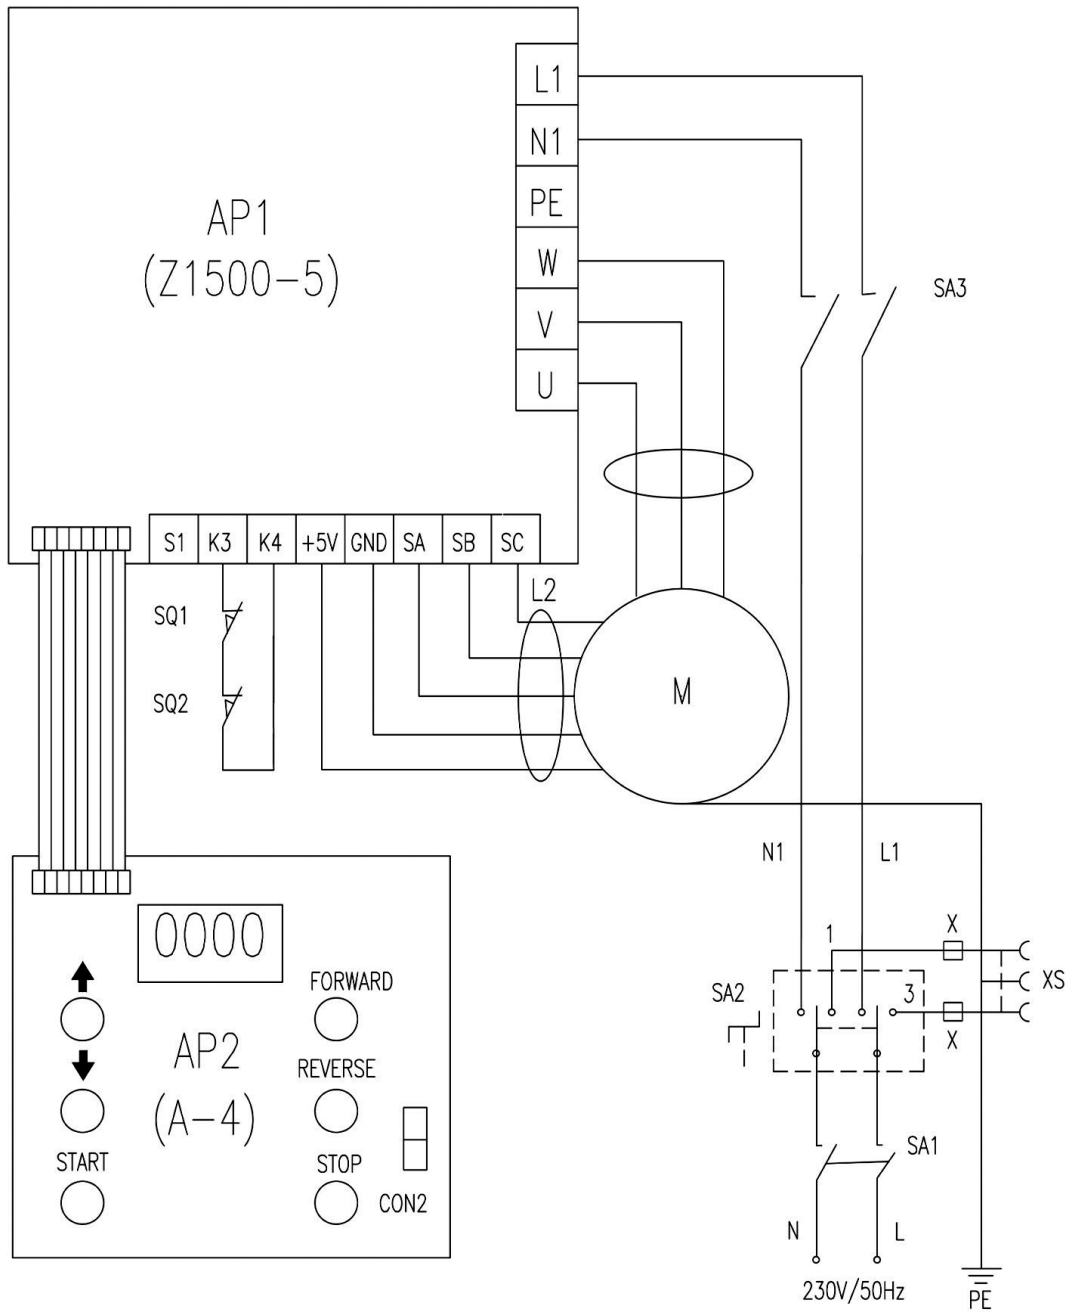 L1
N1
PE
AP1
(Z1500-5)
W
V
U
SA3
S1
K3
K4
+5V
GND
SA
SB
SC
L2
SQ1
SQ2
M
N1
L1
0000
1
X
FORWARD
SA2
3
XS
X
AP2
(A-4)
REVERSE
START
STOP
SA1
CON2
N
L
230V/50Hz
PE